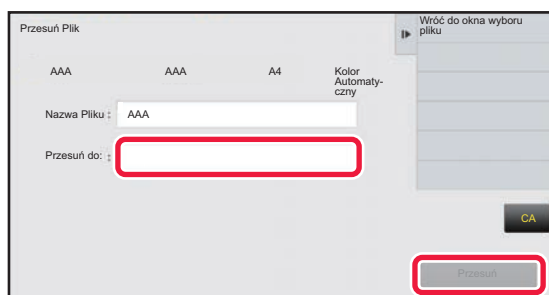 Przesuń Plik
Wróć do okna wyboru
pliku
AAA AAA A4 Kolor
Automaty-
czny
Nazwa Pliku : AAA
Przesuń do: :
CA
Przesuń